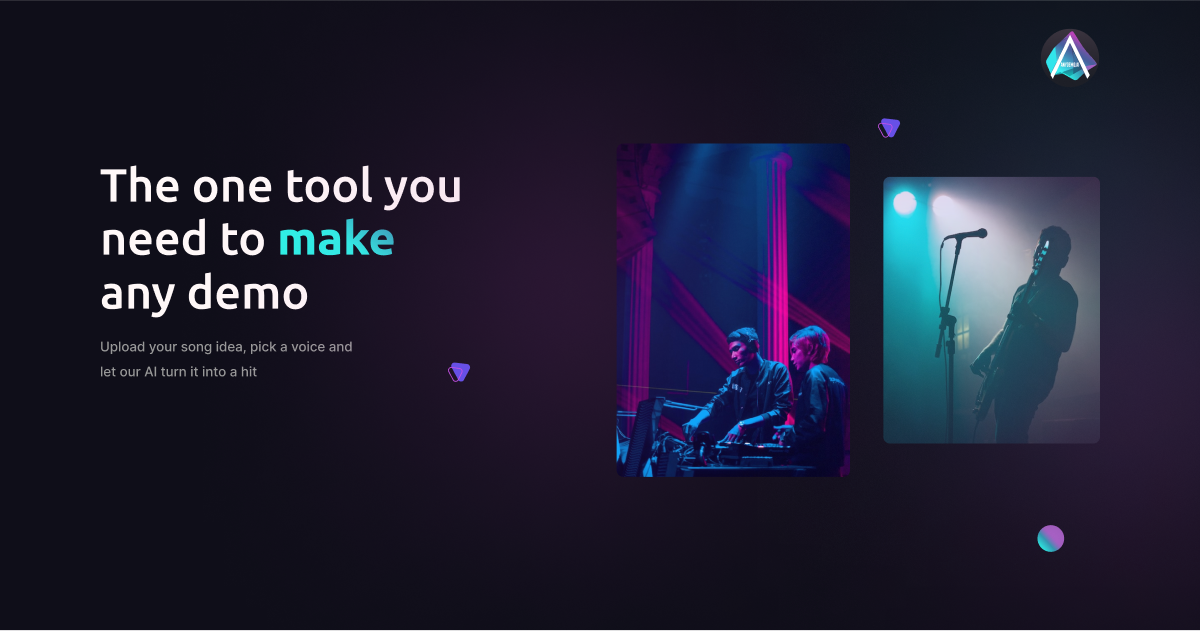 The one tool you
need to make
any demo
Upload your song idea, pick a voice and
let our AI turn it into a hit